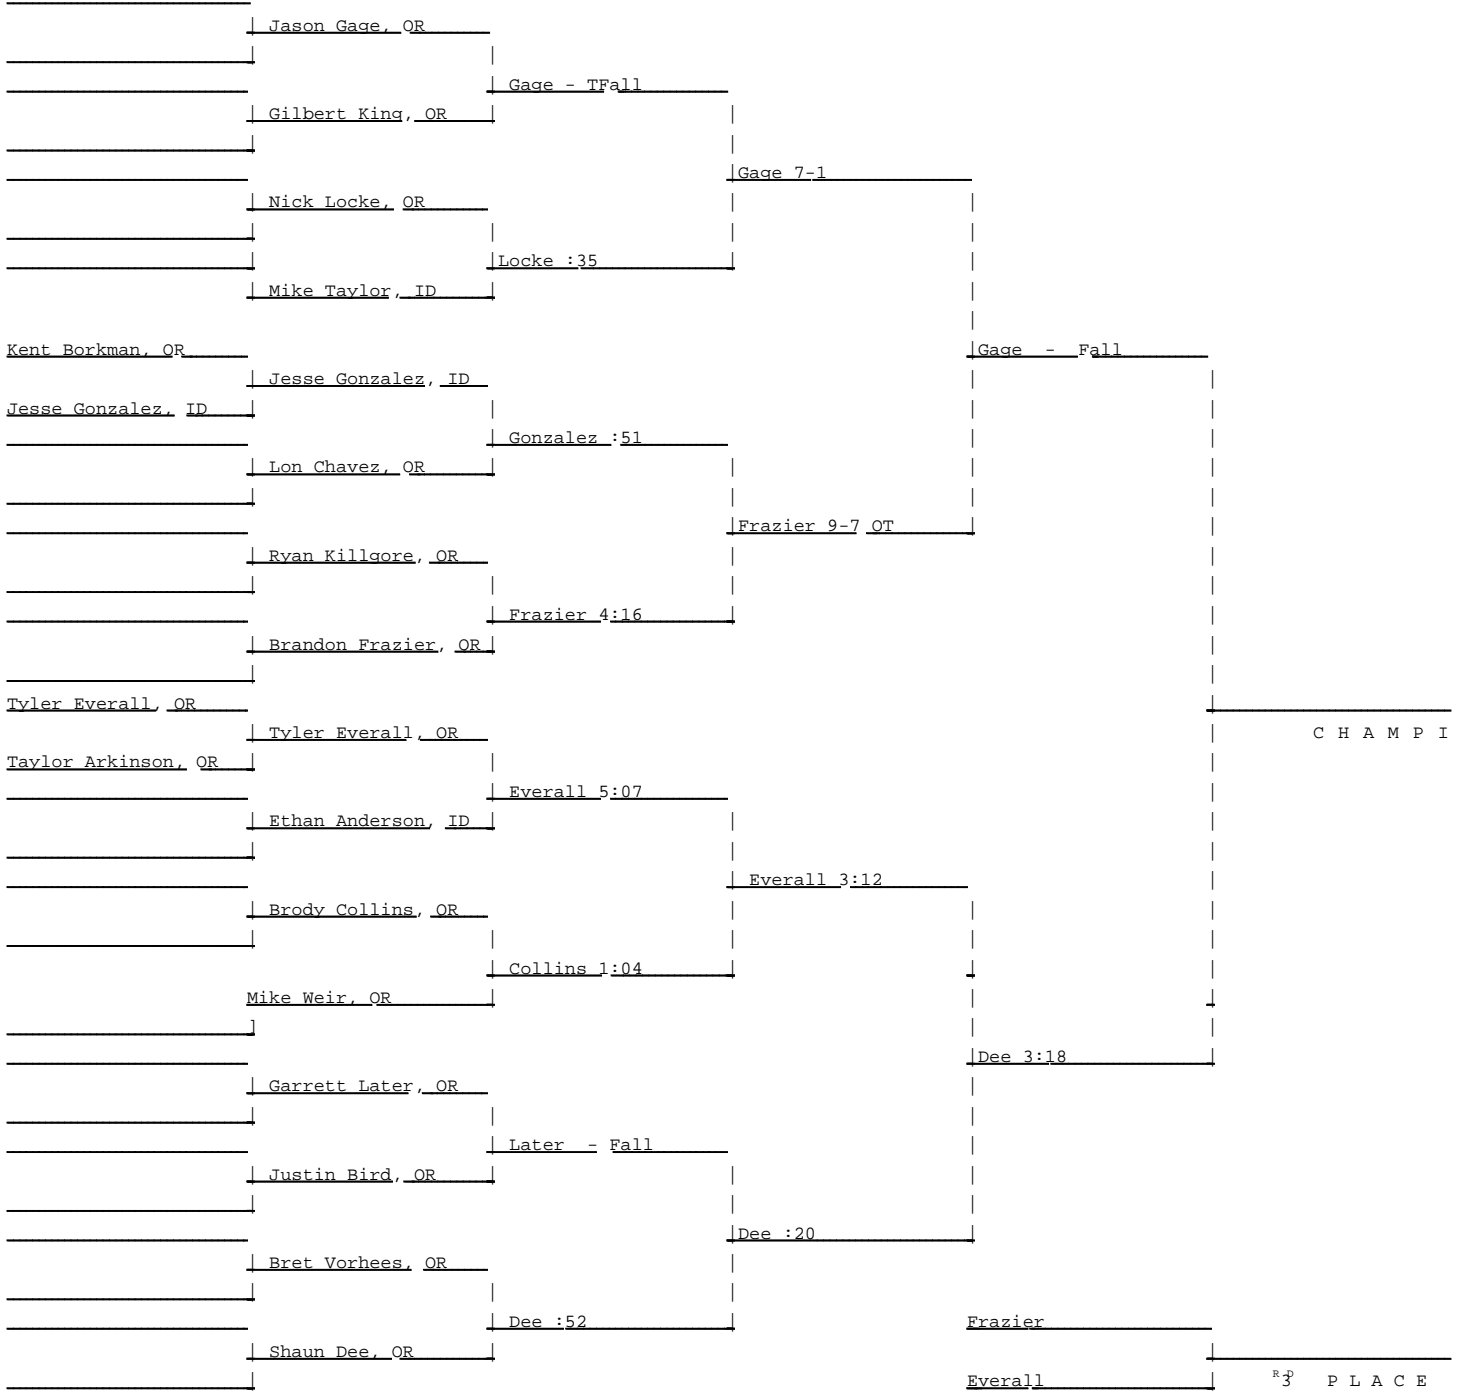 Jason Gage, OR
Gage - TFall
Gilbert King, OR
Gage 7-1
Nick Locke, OR
Locke :35
Mike Taylor, ID
Kent Borkman, OR
Gage - Fall
Jesse Gonzalez, ID
Jesse Gonzalez, ID
Gonzalez :51
Lon Chavez, OR
Frazier 9-7 OT
Ryan Killgore, OR
Frazier 4:16
Brandon Frazier, OR
Tyler Everall, OR
Tyler Everall, OR
C H A M P I
Taylor Arkinson, OR
Everall 5:07
Ethan Anderson, ID
Everall 3:12
Brody Collins, OR
Collins 1:04
Mike Weir, OR
Dee 3:18
Garrett Later, OR
Later - Fall
Justin Bird, OR
Dee :20
Bret Vorhees, OR
Dee :52
Frazier
Shaun Dee, OR
Everall
3RD P L A C E